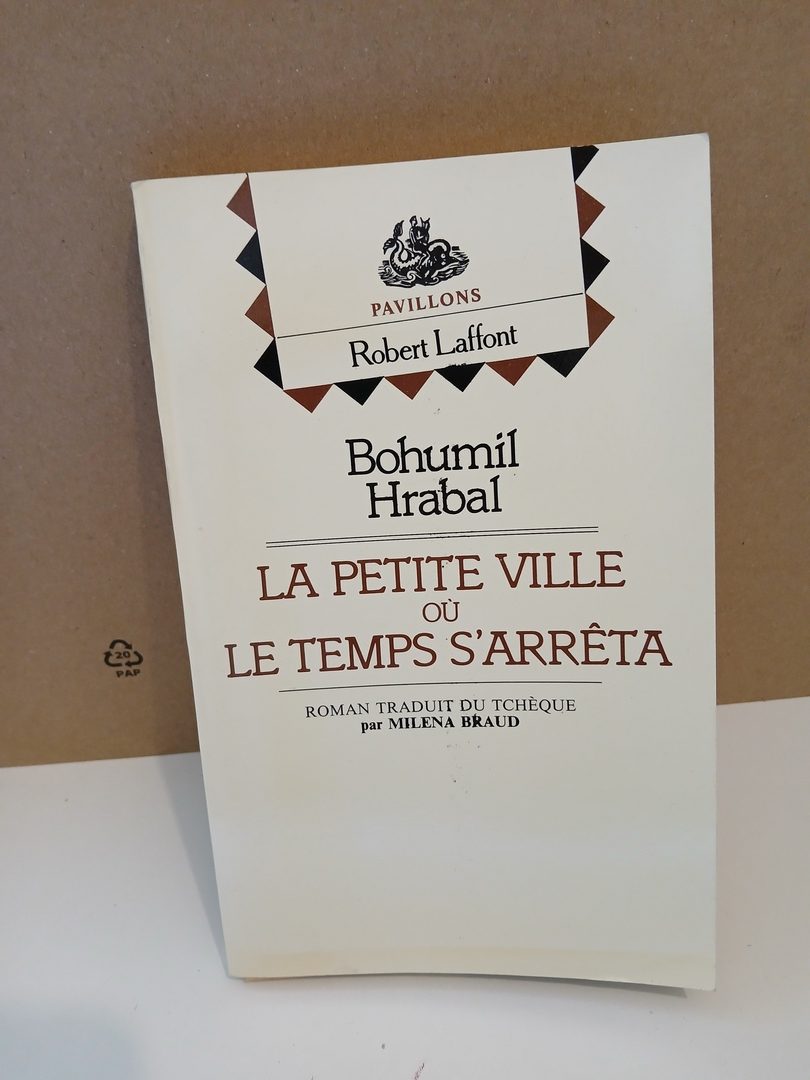 PAVILLONS
Robert Laffont
Bohumil
Hrabal
LA PETITE VILLE
OÙ
LE TEMPS S'ARRÊTA
ROMAN TRADUIT DU TCHÈQUE
par MILENA BRAUD
20
PAP